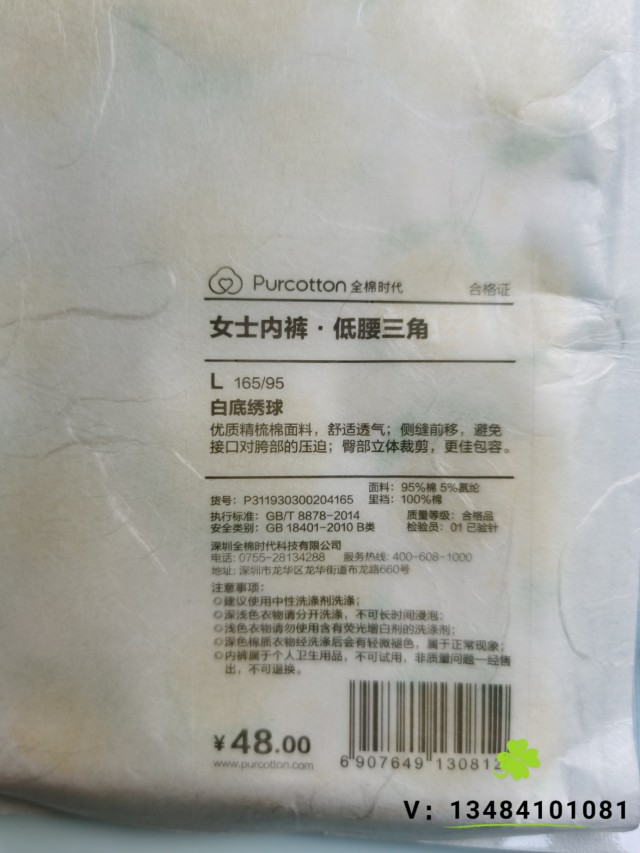 Purcotton 全棉时代 合格证
女士内裤·低腰三角
L 165/95
白底绣球
优质精梳棉面料，舒适透气；侧缝前移，避免
接口对胯部的压迫；臀部立体裁剪，更佳包容。
面料：95%棉 5%氨纶
货号：P311930300204165 里裆：100%棉
执行标准：GB/T 8878-2014 质量等级：合格品
安全类别：GB 18401-2010 B类 检验员：01 已验针
深圳全棉时代科技有限公司
电话：0755-28134288 服务热线：400-608-1000
地址：深圳市龙华区龙华街道布龙路660号
注意事项：
◎建议使用中性洗涤剂洗涤；
◎深浅色衣物请分开洗涤，不可长时间浸泡；
◎浅色衣物请勿使用含有荧光增白剂的洗涤剂；
◎深色棉质衣物经洗涤后会有轻微褪色，属于正常现象；
◎内裤属于个人卫生用品，不可试用，非质量问题一经售
出，不可退换。
¥48.00
www.purcotton.com 6 907649 130812
V：13484101081